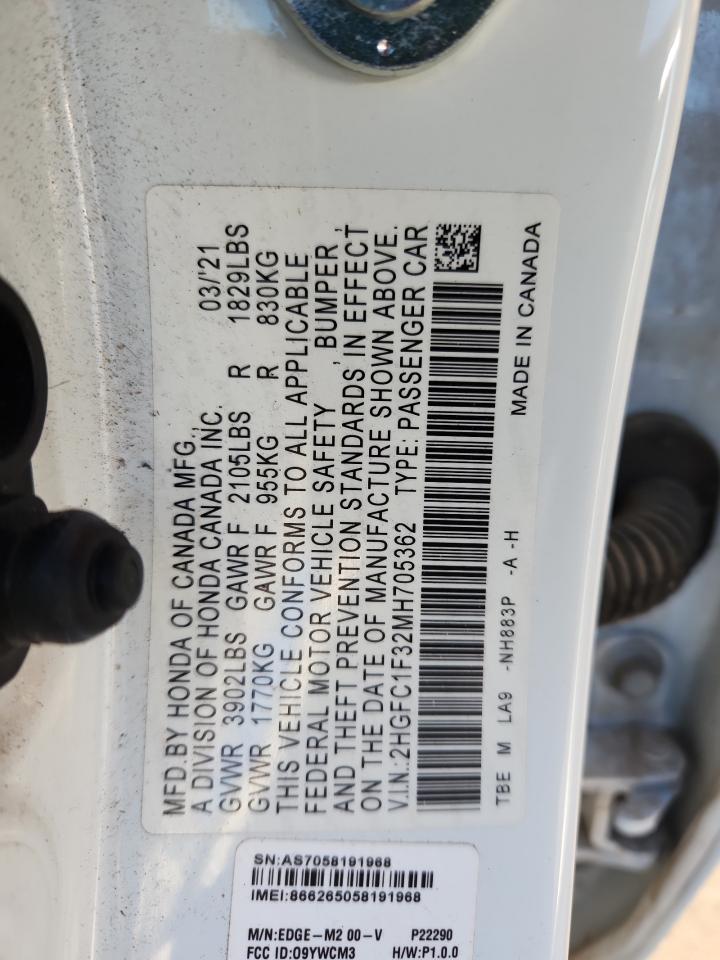 MFD.BY HONDA OF CANADA MFG.,
A DIVISION OF HONDA CANADA INC. 03/'21
GVWR 3902LBS GAWR F 2105LBS R 1829LBS
GVWR 1770KG GAWR F 955KG R 830KG
THIS VEHICLE CONFORMS TO ALL APPLICABLE
FEDERAL MOTOR VEHICLE SAFETY , BUMPER ,
AND THEFT PREVENTION STANDARDS IN EFFECT
ON THE DATE OF MANUFACTURE SHOWN ABOVE.
V.I.N.:2HGFC1F32MH705362 TYPE: PASSENGER CAR
TBE M LA9 -NH883P -A -H
MADE IN CANADA
SN:AS7058191968
IMEI:866265058191968
M/N:EDGE-M2 00-V P22290
FCC ID:O9YWCM3 H/W:P1.0.0